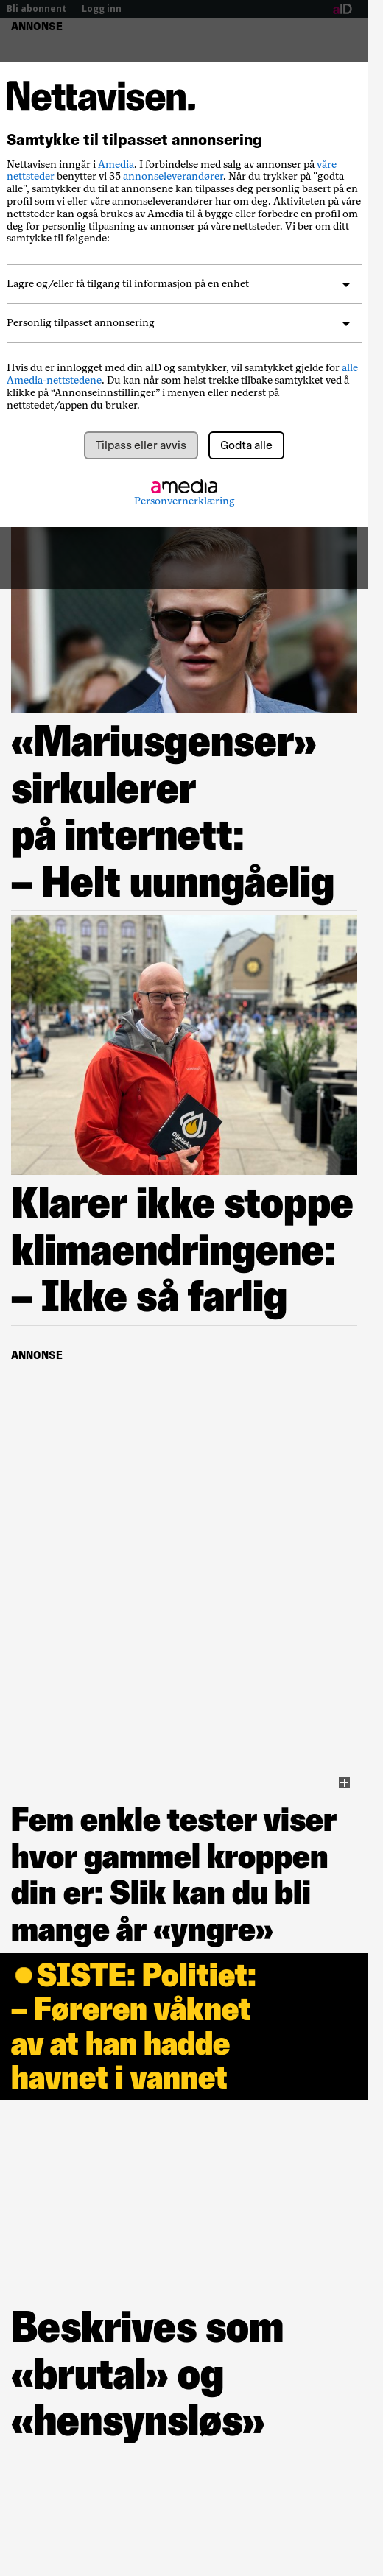 Bli abonnent | Logg inn
aID
ANNONSE
Nettavisen.
Samtykke til tilpasset annonsering
Nettavisen inngår i Amedia. I forbindelse med salg av annonser på våre
nettsteder benytter vi 35 annonseleverandører. Når du trykker på "godta
alle", samtykker du til at annonsene kan tilpasses deg personlig basert på en
profil som vi eller våre annonseleverandører har om deg. Aktiviteten på våre
nettsteder kan også brukes av Amedia til å bygge eller forbedre en profil om
deg for personlig tilpasning av annonser på våre nettsteder. Vi ber om ditt
samtykke til følgende:
Lagre og/eller få tilgang til informasjon på en enhet
Personlig tilpasset annonsering
Hvis du er innlogget med din aID og samtykker, vil samtykket gjelde for alle
Amedia-nettstedene. Du kan når som helst trekke tilbake samtykket ved å
klikke på “Annonseinnstillinger” i menyen eller nederst på
nettstedet/appen du bruker.
Tilpass eller avvis
Godta alle
amedia
Personvernerklæring
«Mariusgenser»
sirkulerer
på internett:
– Helt uunngåelig
Oljeboka
Klarer ikke stoppe
klimaendringene:
– Ikke så farlig
ANNONSE
Fem enkle tester viser
hvor gammel kroppen
din er: Slik kan du bli
mange år «yngre»
SISTE: Politiet:
– Føreren våknet
av at han hadde
havnet i vannet
Beskrives som
«brutal» og
«hensynsløs»